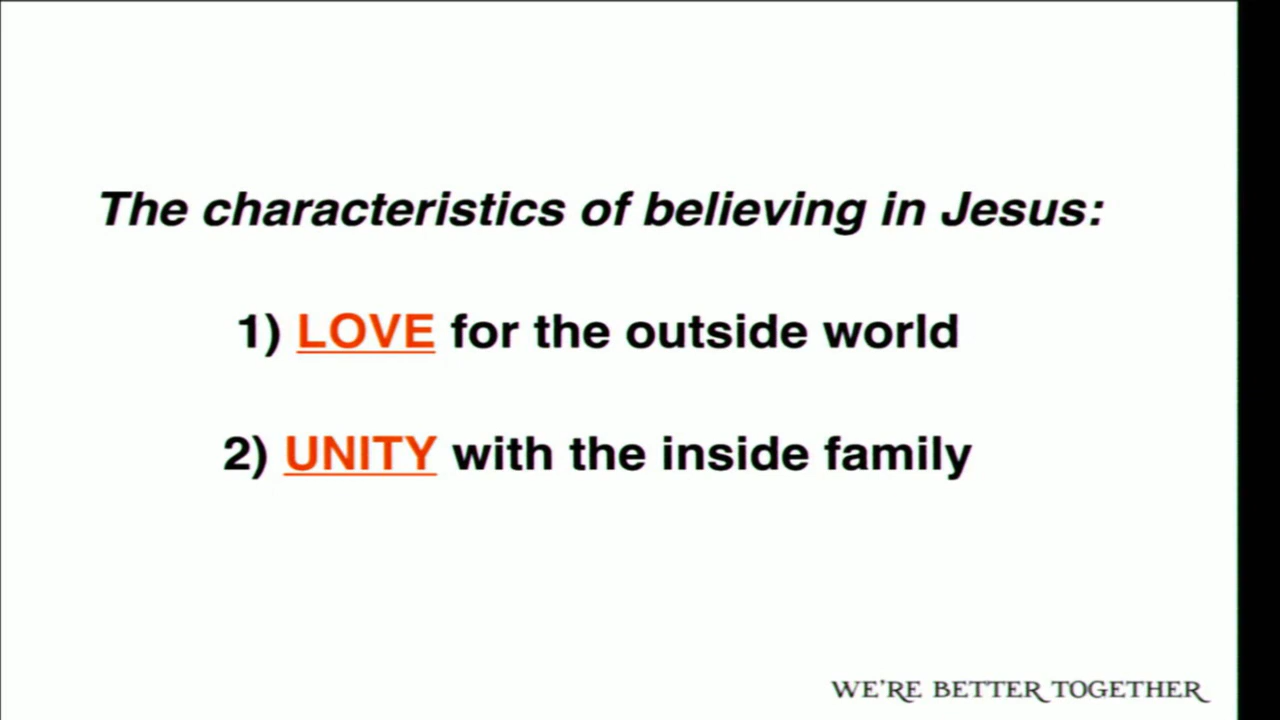 The characteristics of believing in Jesus:
1) LOVE for the outside world
2) UNITY with the inside family
WE'RE BETTER TOGETHER